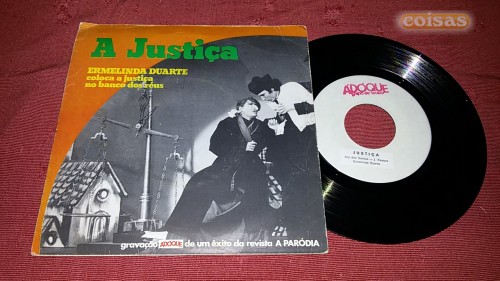 coisas
A Justiça
ERMELINDA DUARTE
coloca a justiça
no banco dos réus
gravação ADOQUE de um êxito da revista A PARÓDIA
ADOQUE
JUSTIÇA
Ermelinda Duarte